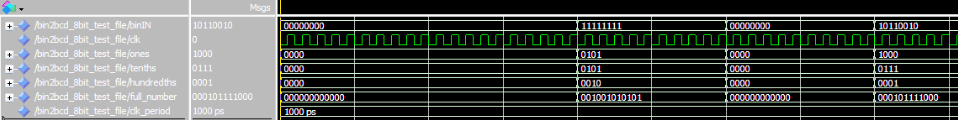 Msgs
/bin2bcd_8bit_test_file/binIN 10110010 00000000 11111111 00000000 10110010
/bin2bcd_8bit_test_file/clk 0
/bin2bcd_8bit_test_file/ones 1000 0000 0101 0000 1000
/bin2bcd_8bit_test_file/tenths 0111 0000 0101 0000 0111
/bin2bcd_8bit_test_file/hundredths 0001 0000 0010 0000 0001
/bin2bcd_8bit_test_file/full_number 000101111000 000000000000 001001010101 000000000000 000101111000
/bin2bcd_8bit_test_file/clk_period 1000 ps 1000 ps